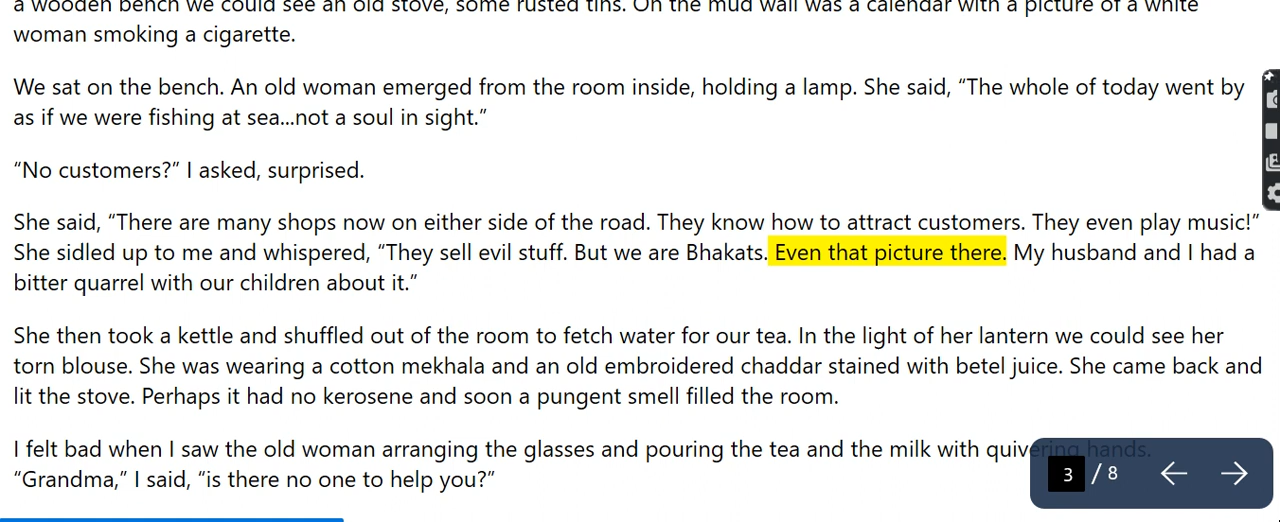 a wooden bench we could see an old stove, some rusted tins. On the mud wall was a calendar with a picture of a white
woman smoking a cigarette.
We sat on the bench. An old woman emerged from the room inside, holding a lamp. She said, “The whole of today went by
as if we were fishing at sea...not a soul in sight.”
“No customers?” I asked, surprised.
She said, “There are many shops now on either side of the road. They know how to attract customers. They even play music!”
She sidled up to me and whispered, “They sell evil stuff. But we are Bhakats. Even that picture there. My husband and I had a
bitter quarrel with our children about it.”
She then took a kettle and shuffled out of the room to fetch water for our tea. In the light of her lantern we could see her
torn blouse. She was wearing a cotton mekhala and an old embroidered chaddar stained with betel juice. She came back and
lit the stove. Perhaps it had no kerosene and soon a pungent smell filled the room.
I felt bad when I saw the old woman arranging the glasses and pouring the tea and the milk with quivering hands.
“Grandma,” I said, “is there no one to help you?”
3 / 8